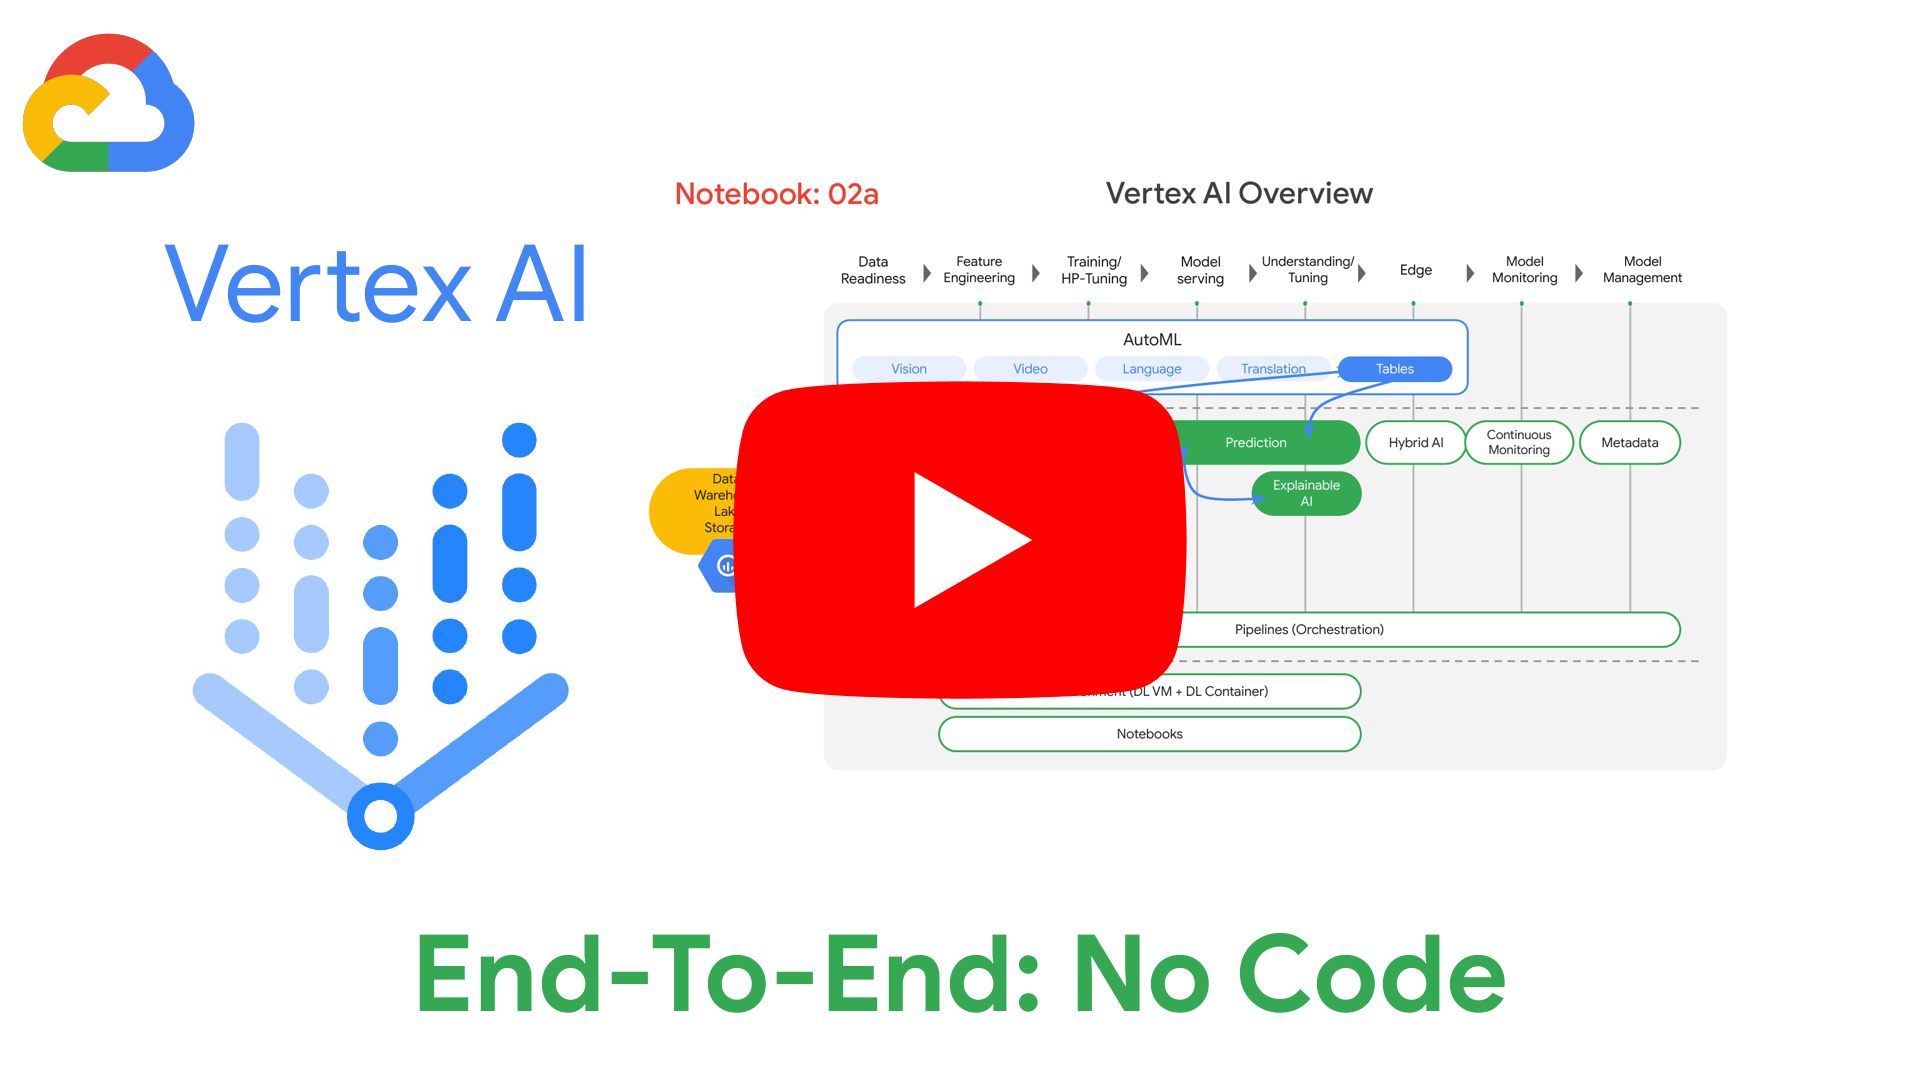 Notebook: 02a
Vertex AI Overview
Vertex AI
Data
Readiness
Feature
Engineering
Training/
HP-Tuning
Model
serving
Understanding/
Tuning
Edge
Model
Monitoring
Model
Management
AutoML
Vision
Video
Language
Translation
Tables
Prediction
Hybrid AI
Continuous
Monitoring
Metadata
Explainable
AI
Data
Pipelines (Orchestration)
(DL VM + DL Container)
Notebooks
End-To-End: No Code